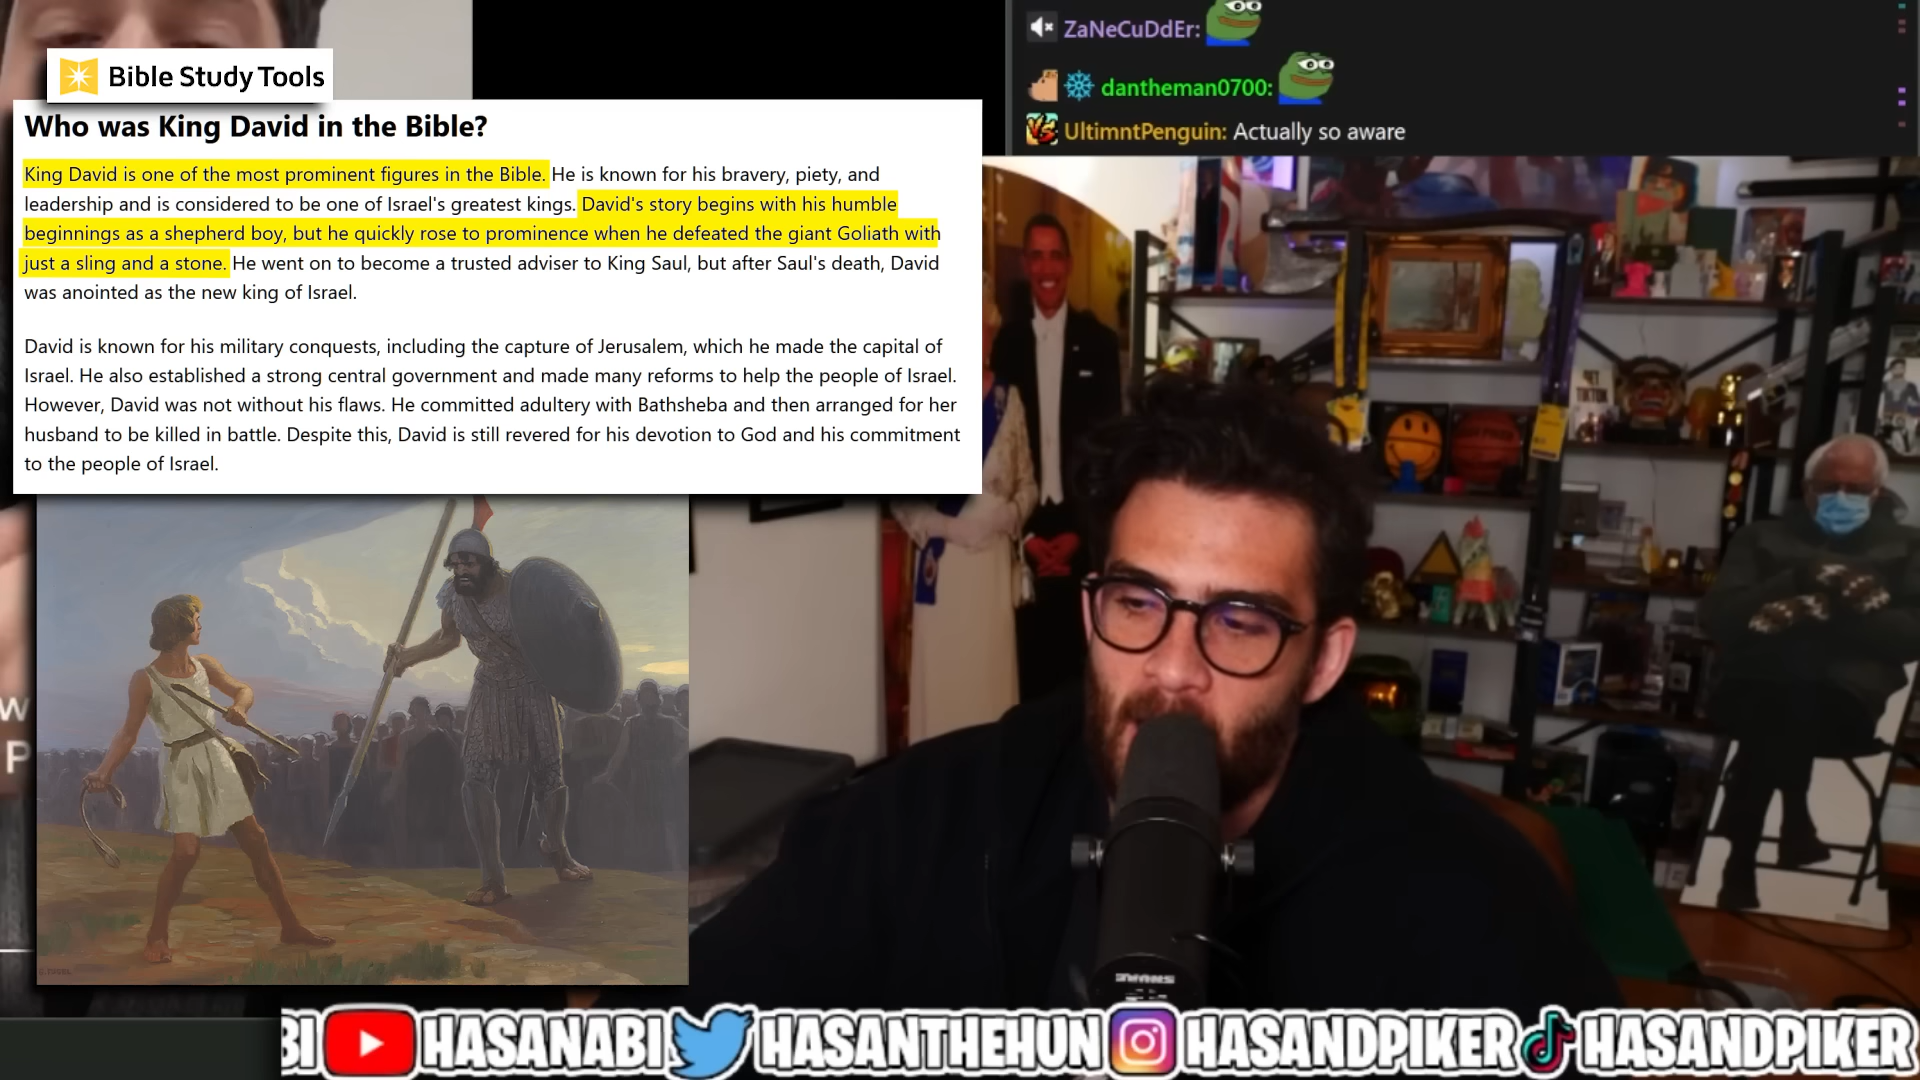 ZaNeCuDdEr:
dantheman0700:
UltimntPenguin: Actually so aware
Bible Study Tools
Who was King David in the Bible?
King David is one of the most prominent figures in the Bible. He is known for his bravery, piety, and
leadership and is considered to be one of Israel's greatest kings. David's story begins with his humble
beginnings as a shepherd boy, but he quickly rose to prominence when he defeated the giant Goliath with
just a sling and a stone. He went on to become a trusted adviser to King Saul, but after Saul's death, David
was anointed as the new king of Israel.
David is known for his military conquests, including the capture of Jerusalem, which he made the capital of
Israel. He also established a strong central government and made many reforms to help the people of Israel.
However, David was not without his flaws. He committed adultery with Bathsheba and then arranged for her
husband to be killed in battle. Despite this, David is still revered for his devotion to God and his commitment
to the people of Israel.
W
P
BI HASANABI HASANTHEHUN HASANDPIKER HASANDPIKER